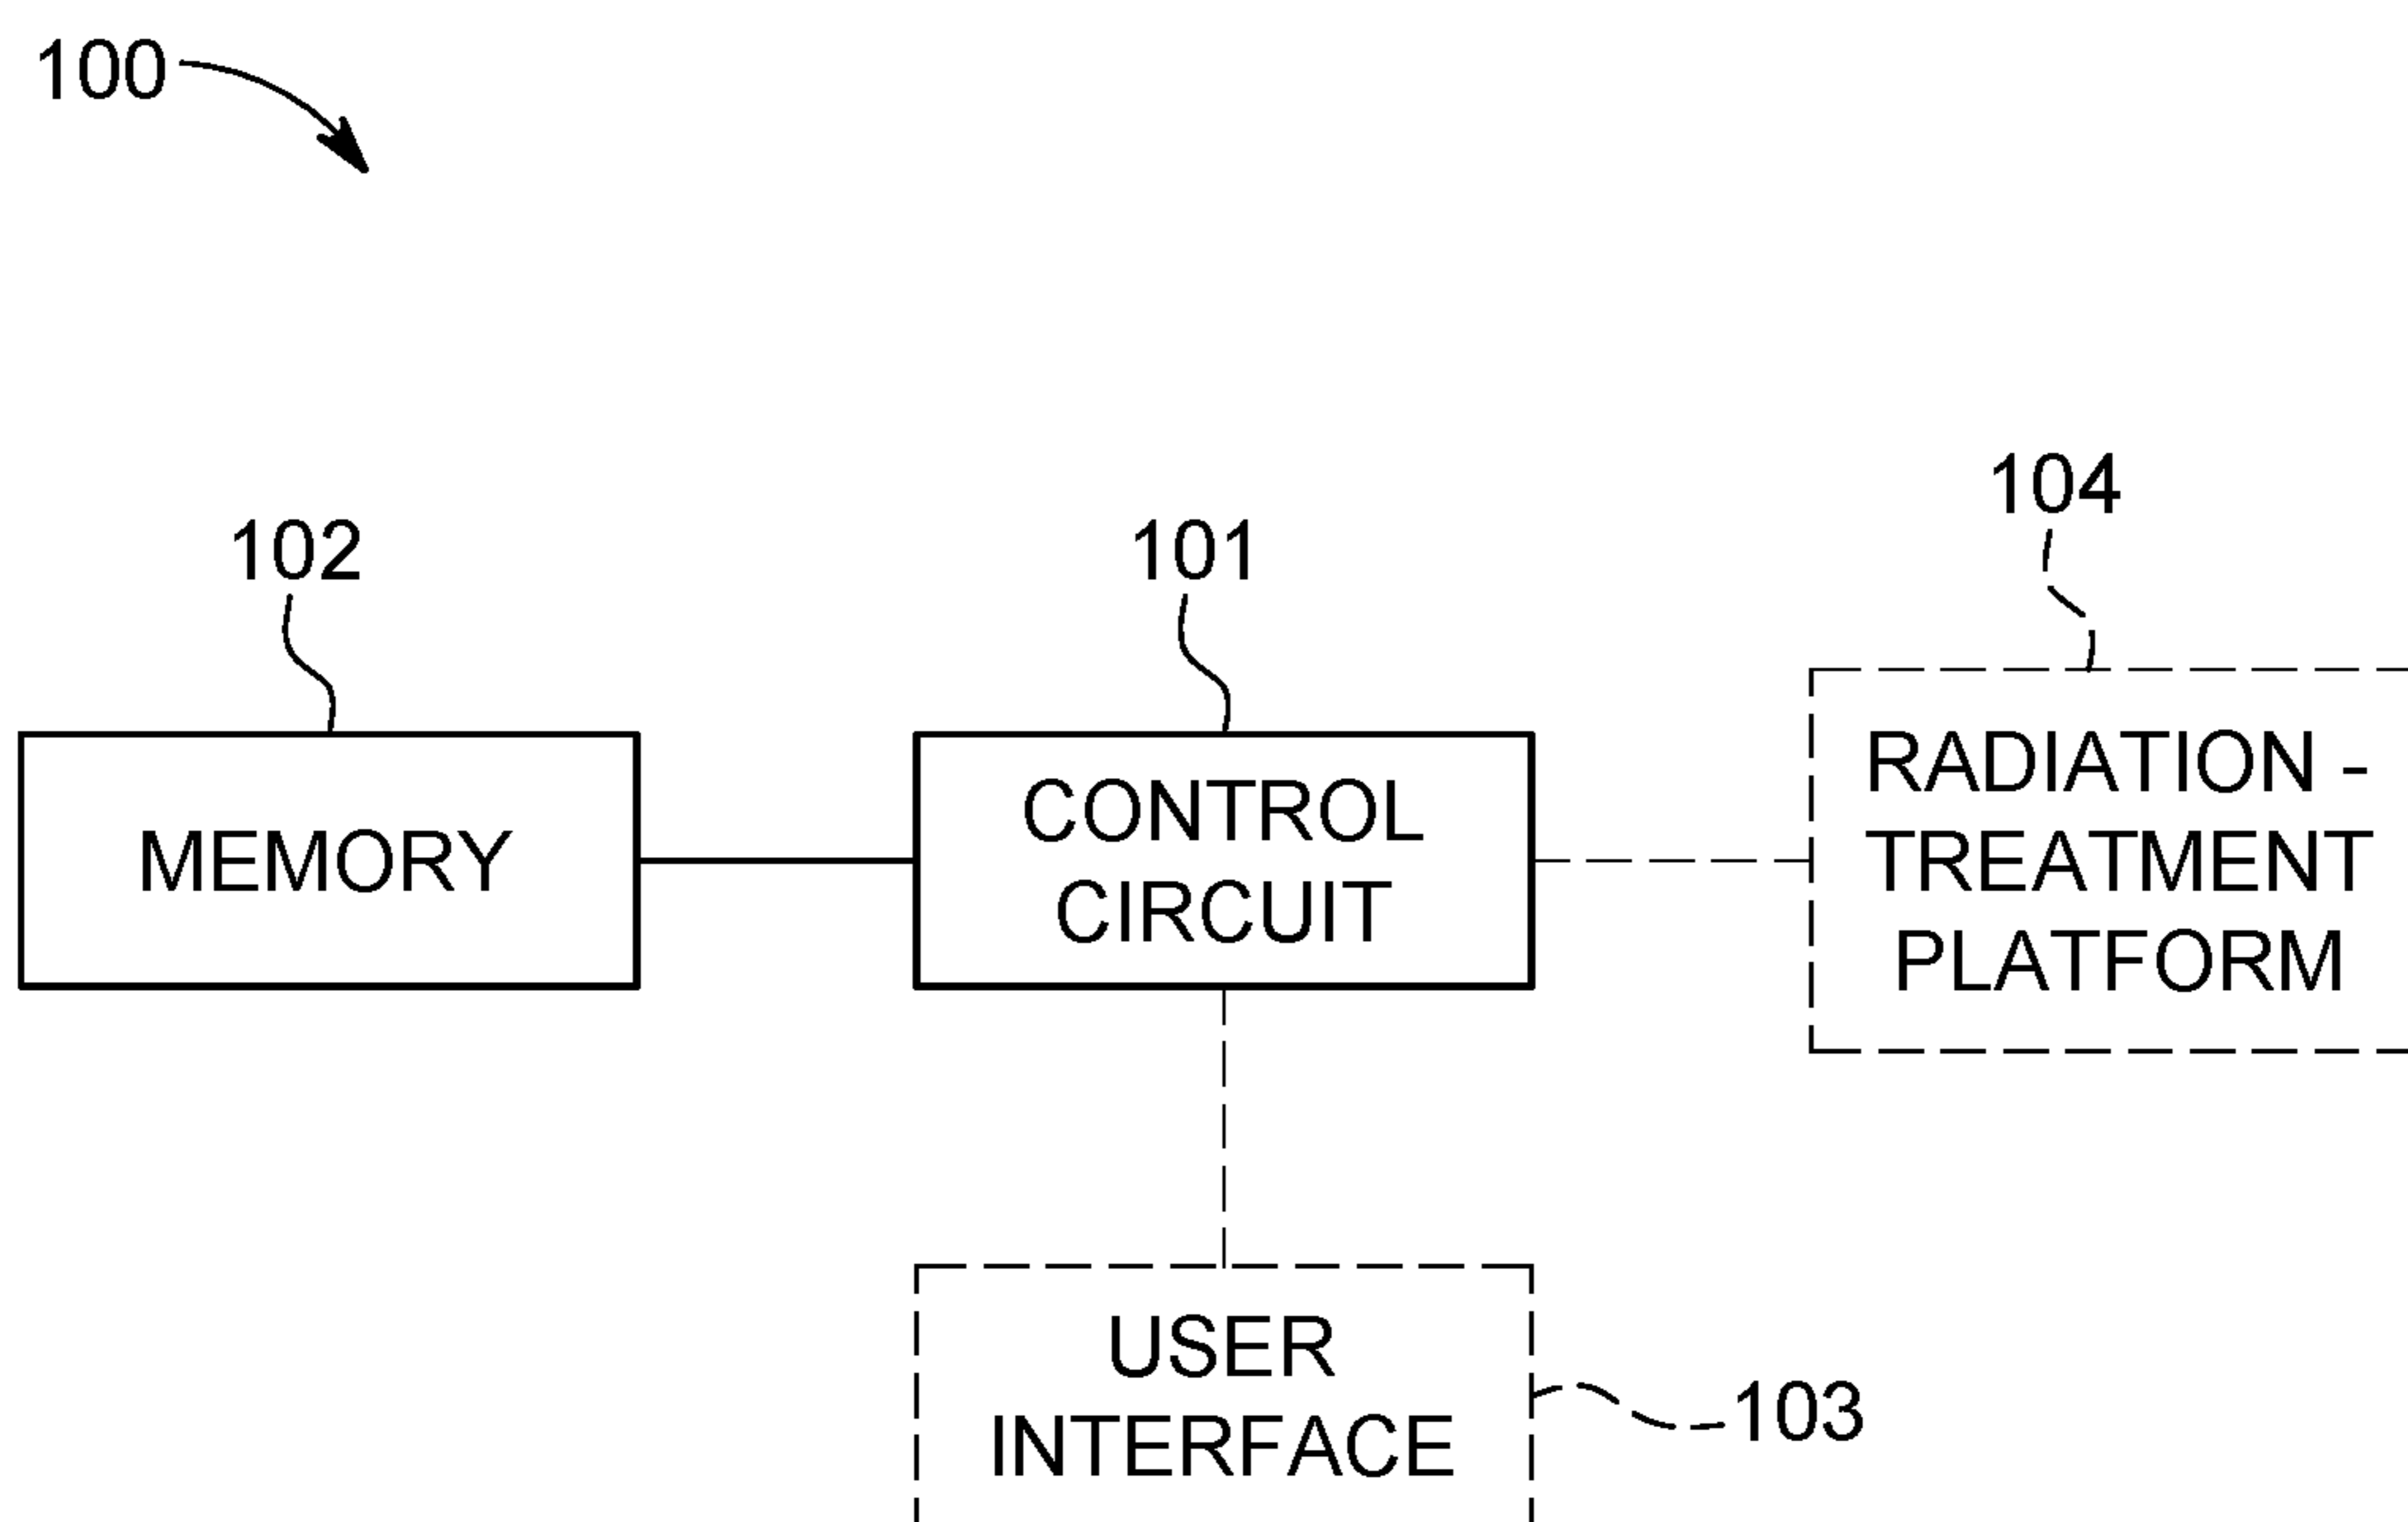 100
104
102
101
MEMORY
CONTROL
CIRCUIT
RADIATION -
TREATMENT
PLATFORM
USER
INTERFACE
103